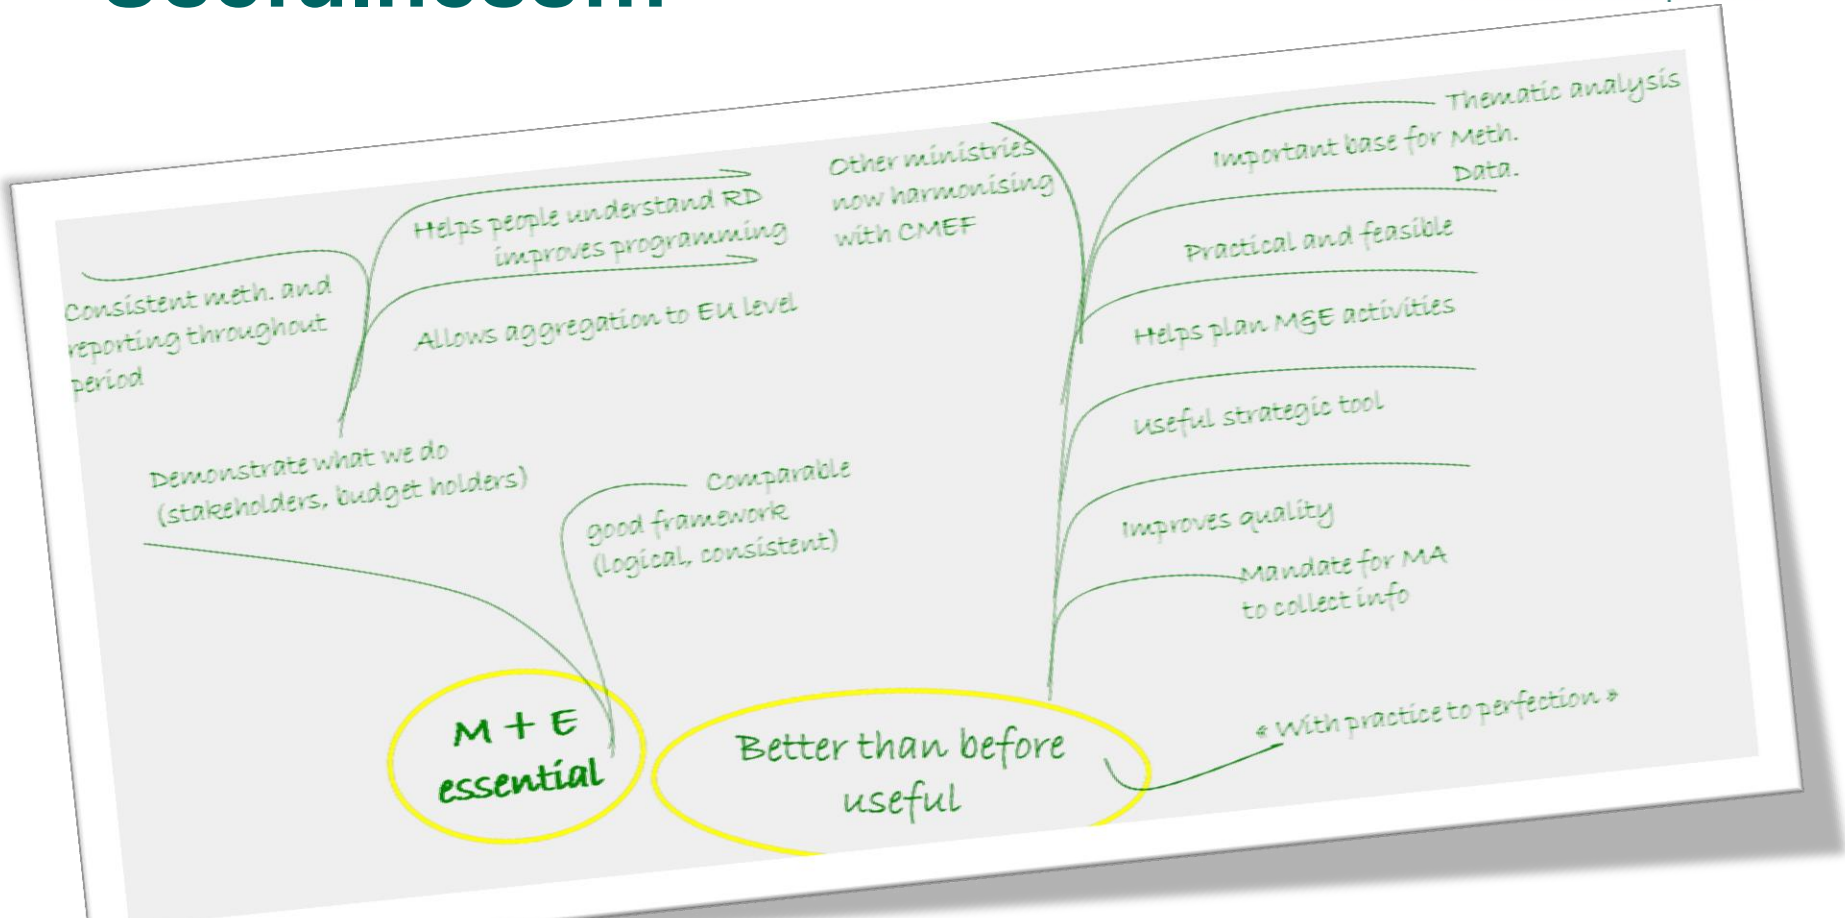 Thematic analysis
Important base for Meth.
Data.
Other ministries
now harmonising
with CMEF
Helps people understand RD
improves programming
Practical and feasible
Consistent meth. and
reporting throughout
period
Allows aggregation to EU level
Helps plan M&E activities
Useful strategic tool
Demonstrate what we do
(stakeholders, budget holders)
Comparable
good framework
(logical, consistent)
Improves quality
Mandate for MA
to collect info
M + E
essential
Better than before
useful
« With practice to perfection »